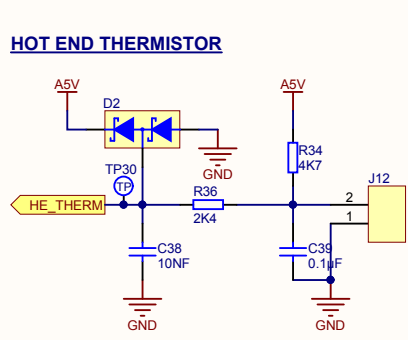 HOT END THERMISTOR
A5V
A5V
D2
GND
R34
4K7
TP30
TP
J12
R36
2
HE_THERM
2K4
1
C38
10NF
C39
0.1µF
GND
GND